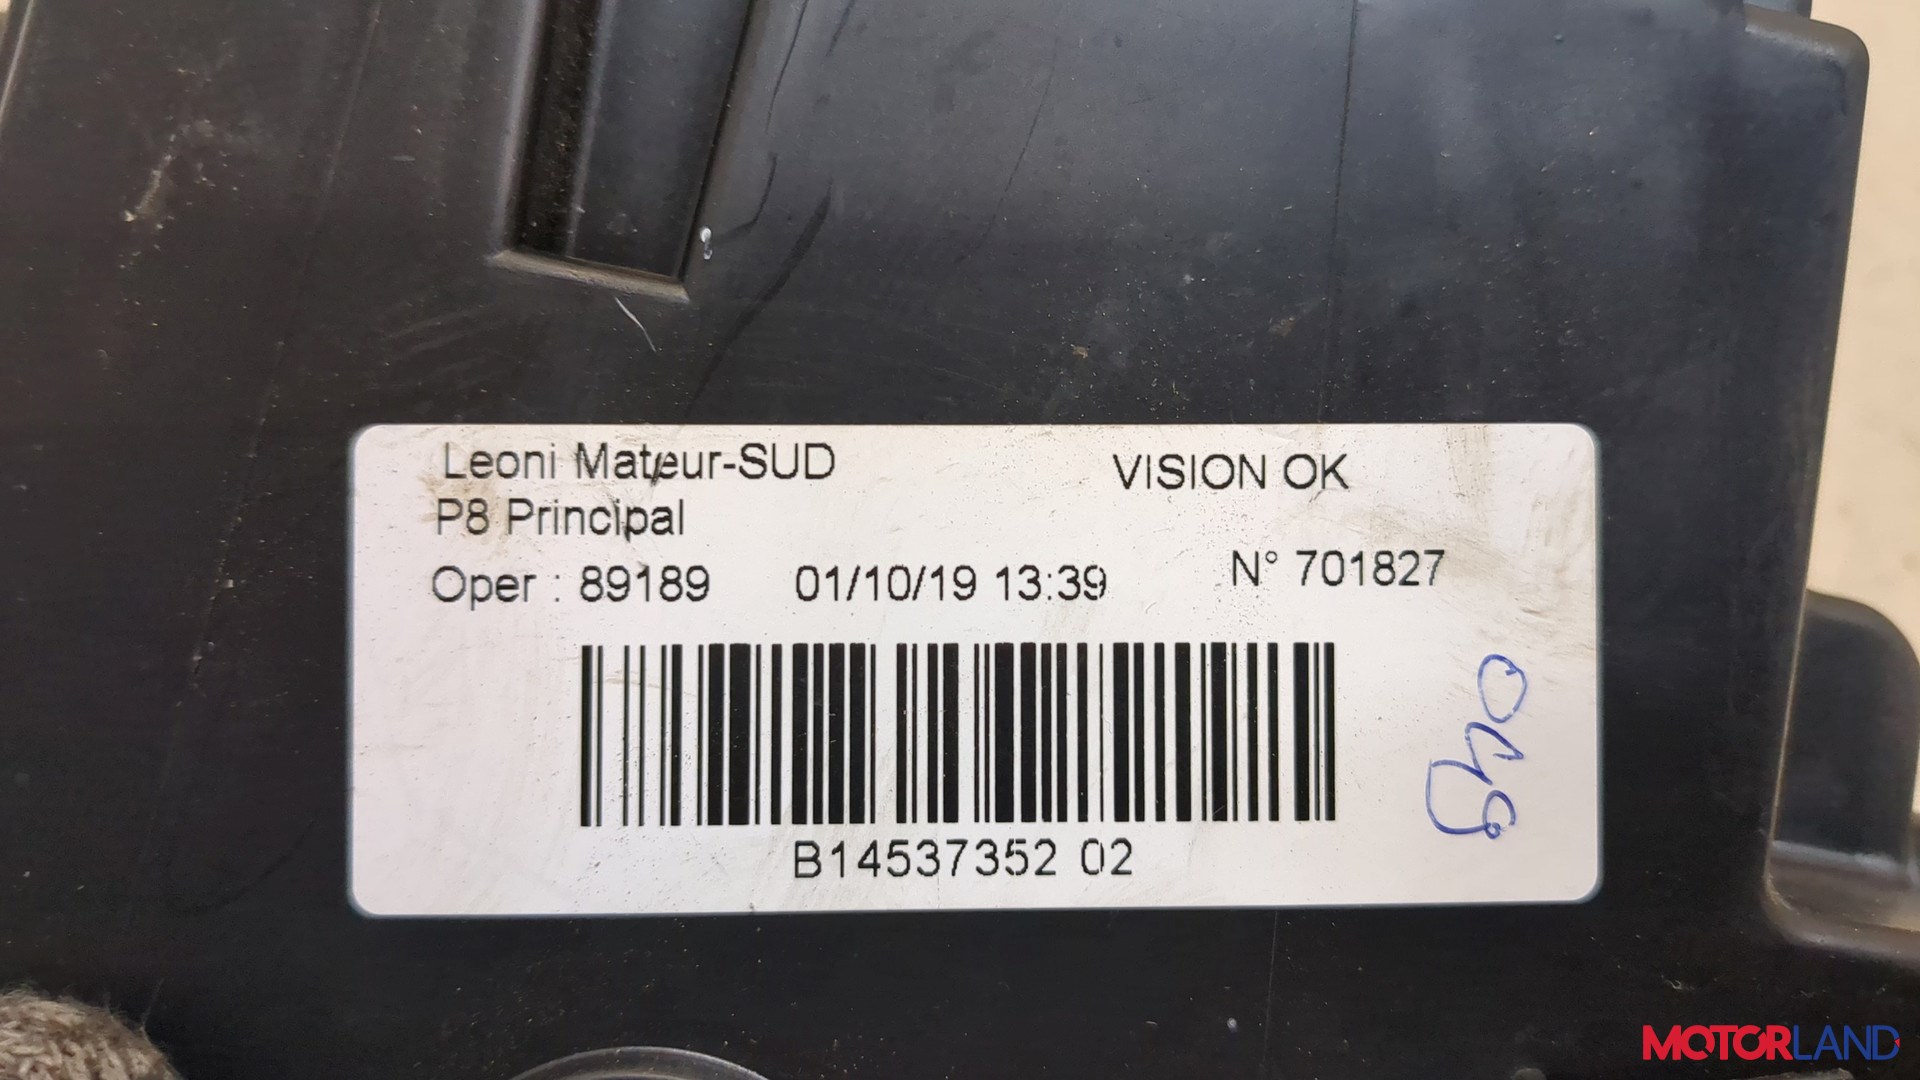 Leoni Mateur-SUD
VISION OK
P8 Principal
Oper : 89189 01/10/19 13:39
N° 701827
B14537352 02
MOTORLAND